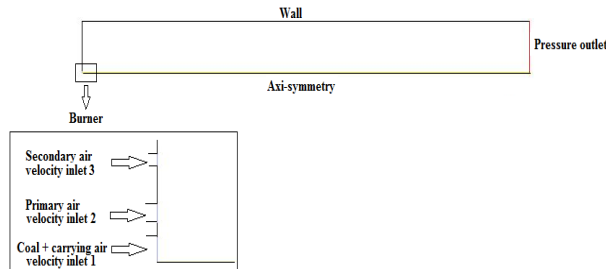 Wall
Pressure outlet
Axi-symmetry
Burner
Secondary air
velocity inlet 3
Primary air
velocity inlet 2
Coal + carrying air
velocity inlet 1